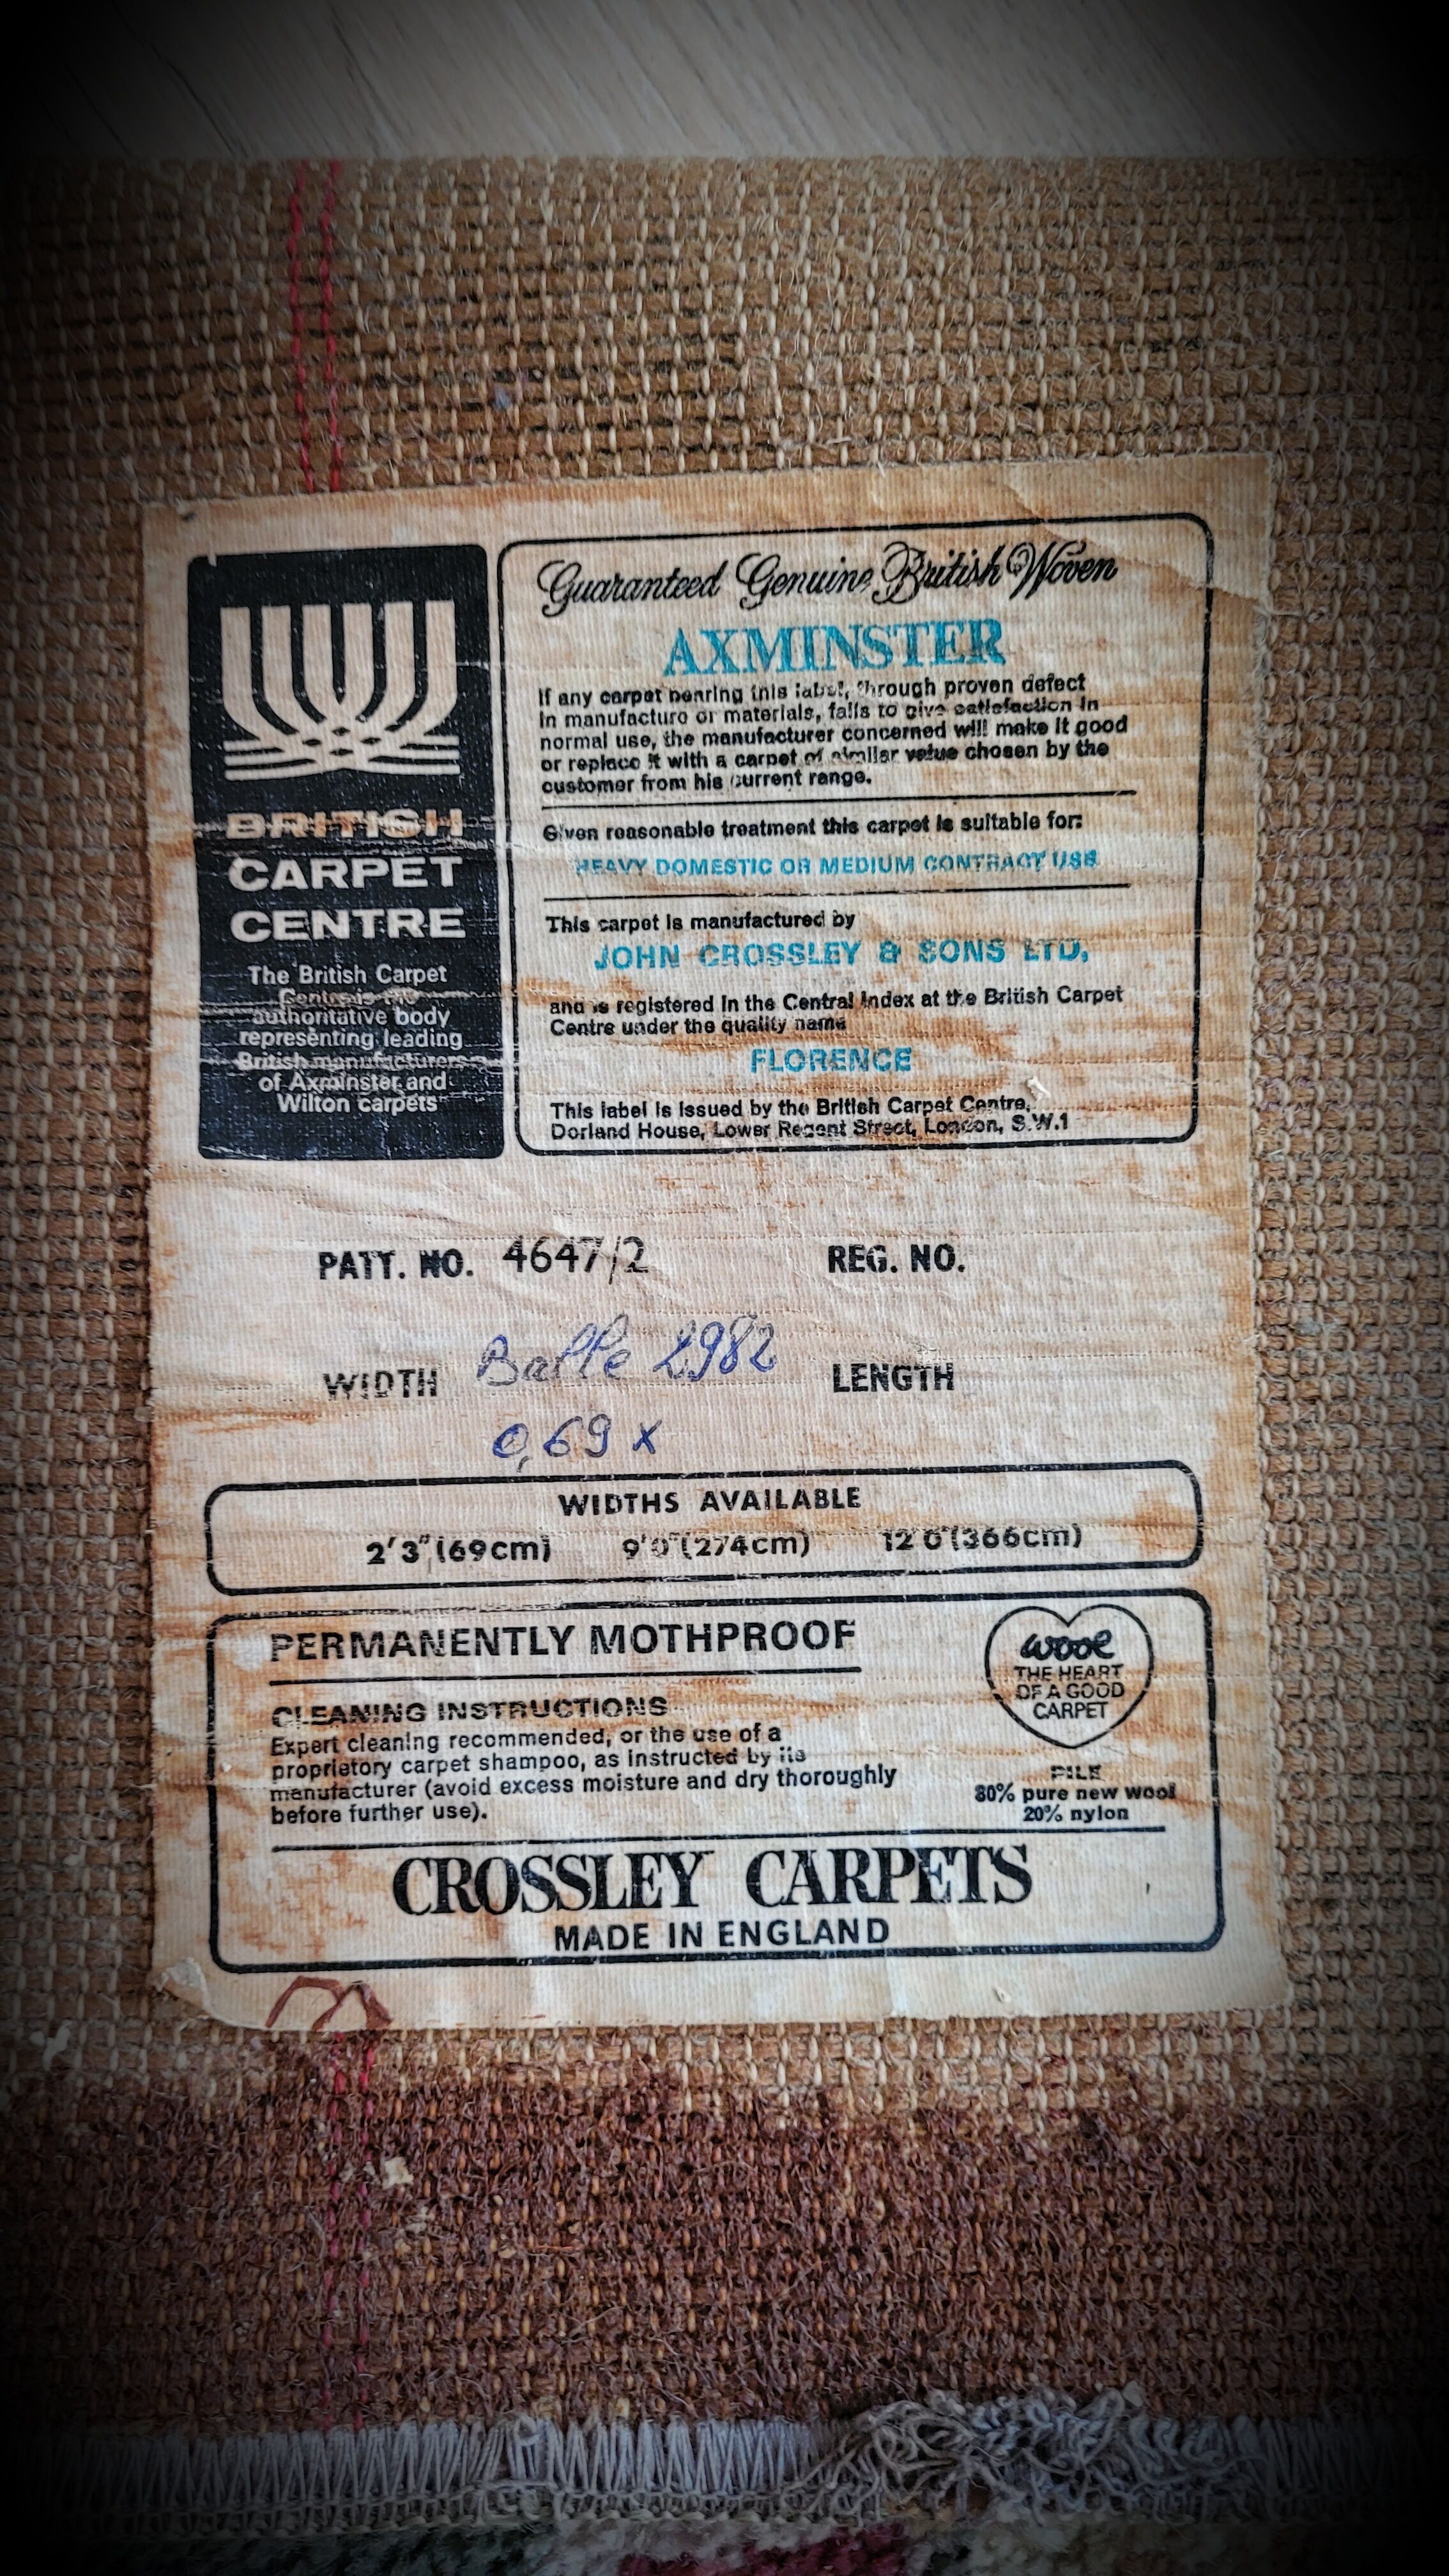 BRITISH
CARPET
CENTRE
The British Carpet
Centre is the
authoritative body
representing leading
British manufacturers
of Axminster and
Wilton carpets
Guaranteed Genuine British Woven
AXMINSTER
If any carpet bearing this label, through proven defect
in manufacture or materials, fails to give satisfaction in
normal use, the manufacturer concerned will make it good
or replace it with a carpet of similar value chosen by the
customer from his current range.
Given reasonable treatment this carpet is suitable for:
HEAVY DOMESTIC OR MEDIUM CONTRACT USE
This carpet is manufactured by
JOHN CROSSLEY & SONS LTD.
and is registered in the Central Index at the British Carpet
Centre under the quality name
FLORENCE
This label is issued by the British Carpet Centre,
Dorland House, Lower Regent Street, London, S.W.1
PATT. NO. 4647/2 REG. NO.
WIDTH Balle 2982 LENGTH
0,69 x
WIDTHS AVAILABLE
2'3" (69cm) 9'0" (274cm) 12'0" (366cm)
PERMANENTLY MOTHPROOF
CLEANING INSTRUCTIONS
Expert cleaning recommended, or the use of a
proprietory carpet shampoo, as instructed by its
manufacturer (avoid excess moisture and dry thoroughly
before further use).
wool
THE HEART
OF A GOOD
CARPET
PILE
80% pure new wool
20% nylon
CROSSLEY CARPETS
MADE IN ENGLAND